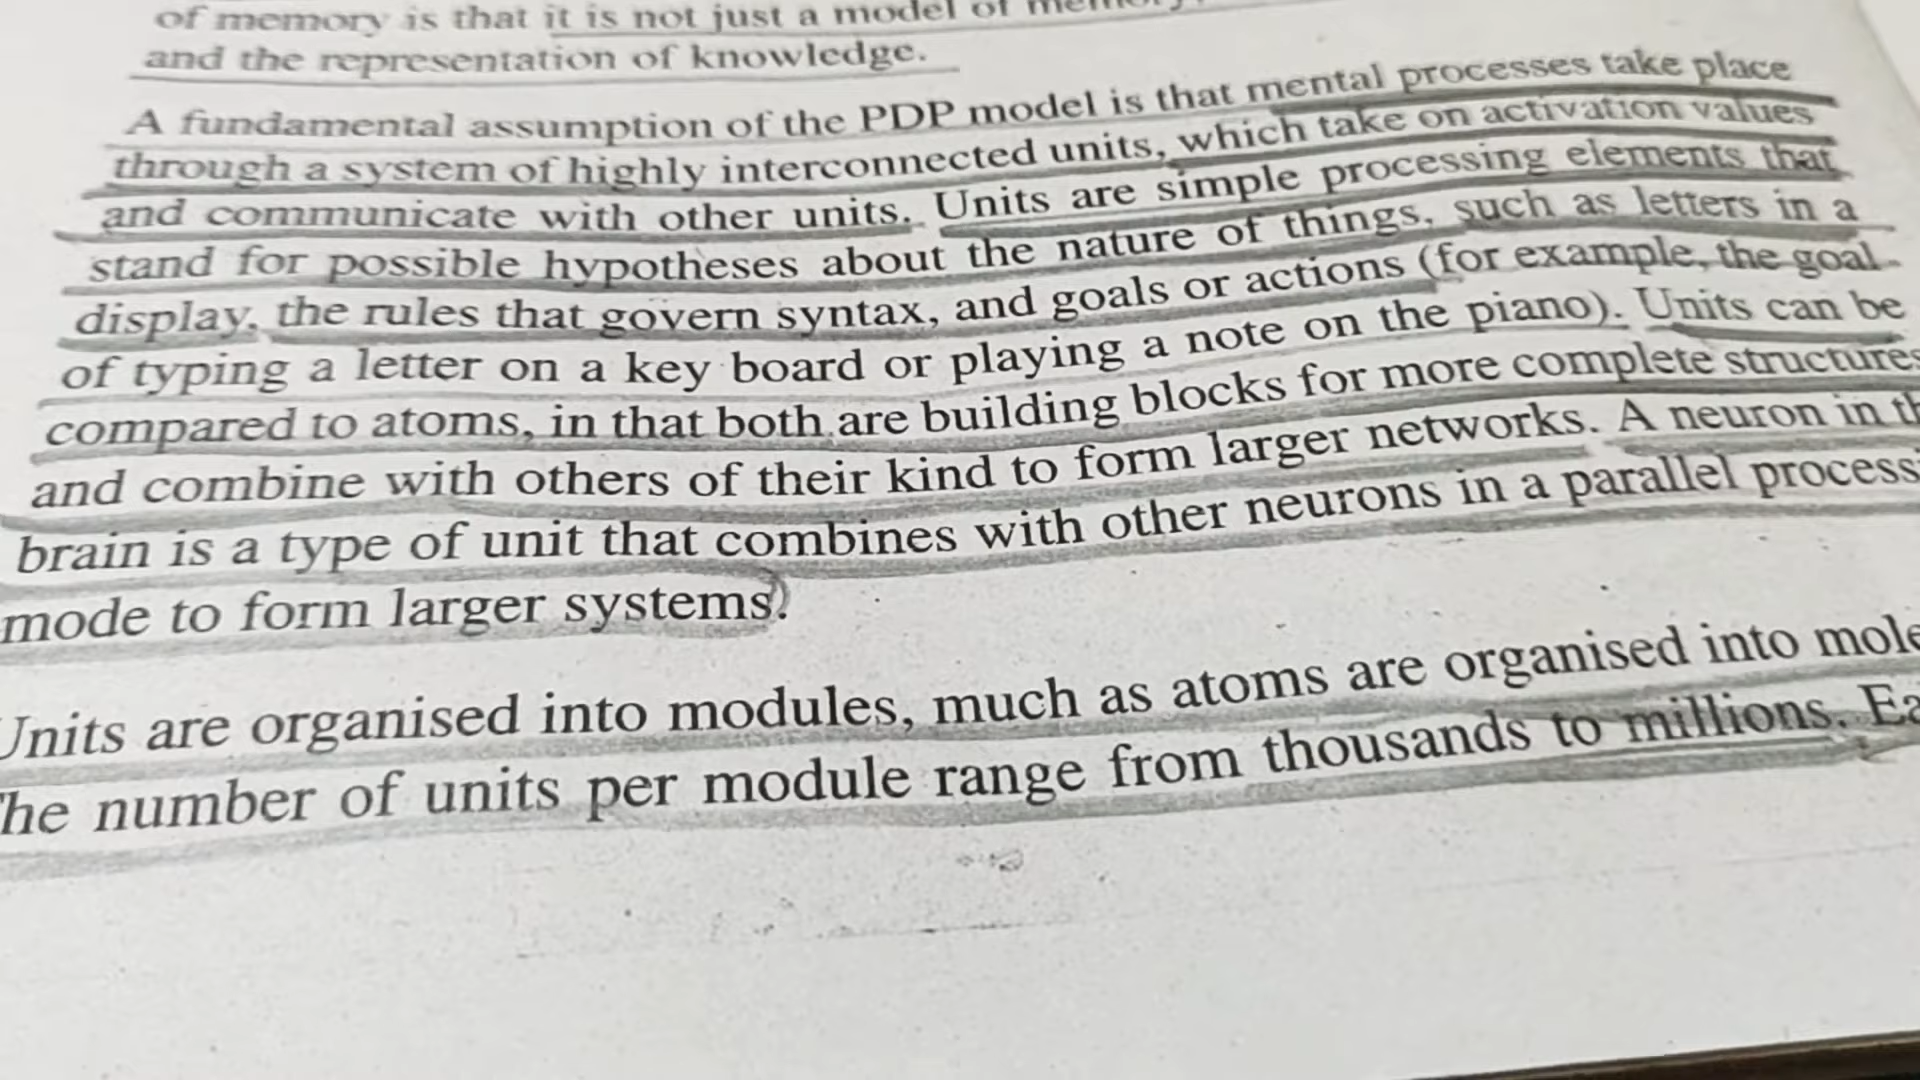 of memory is that it is not just a model of
and the representation of knowledge.
A fundamental assumption of the PDP model is that mental processes take place
through a system of highly interconnected units, which take on activation values
and communicate with other units. Units are simple processing elements that
stand for possible hypotheses about the nature of things, such as letters in a
display, the rules that govern syntax, and goals or actions (for example, the goal
of typing a letter on a key board or playing a note on the piano). Units can be
compared to atoms, in that both are building blocks for more complete structures
and combine with others of their kind to form larger networks. A neuron in th
brain is a type of unit that combines with other neurons in a parallel processi
mode to form larger systems.
Units are organised into modules, much as atoms are organised into mole
The number of units per module range from thousands to millions. Ea